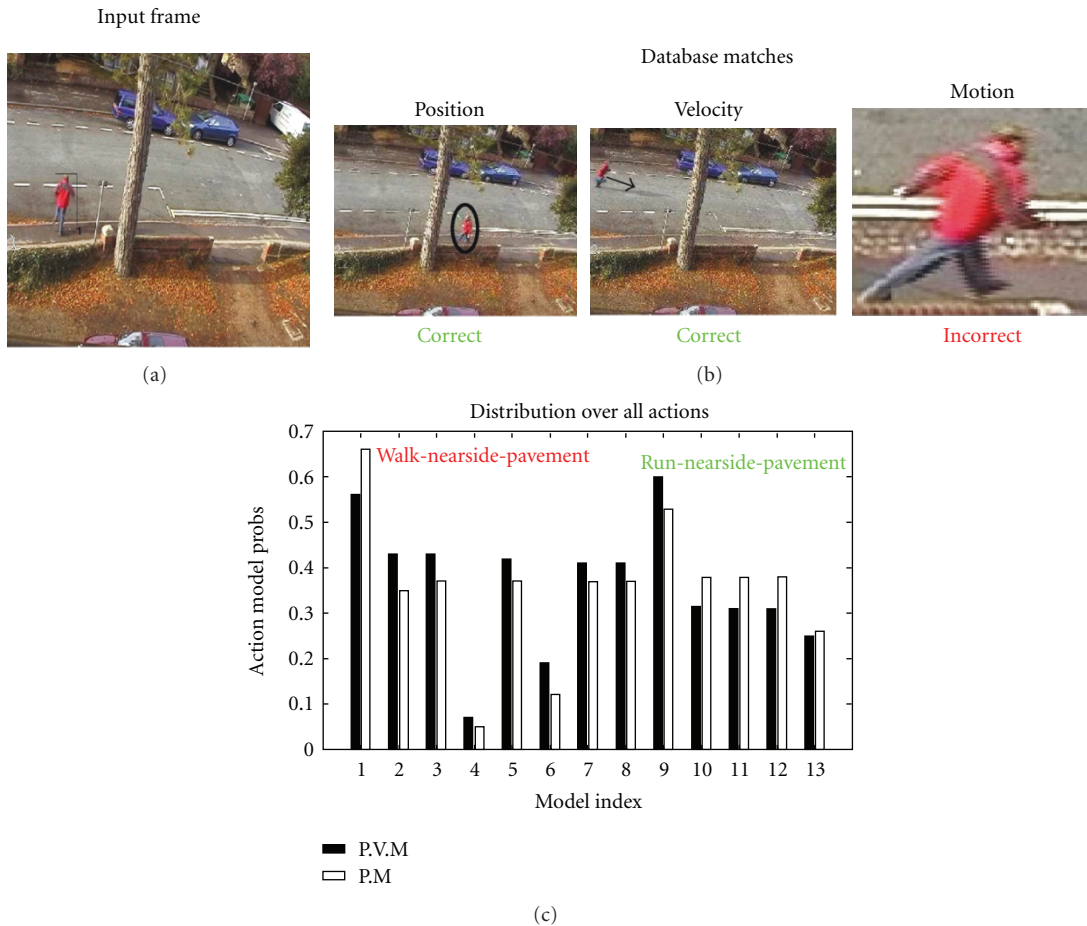 Input frame
Database matches
Position
Velocity
Motion
Correct
Correct
Incorrect
(a)
(b)
Distribution over all actions
0.7
0.6
0.5
0.4
0.3
0.2
0.1
0
Action model probs
Walk-nearside-pavement
Run-nearside-pavement
1 2 3 4 5 6 7 8 9 10 11 12 13
Model index
P.V.M
P.M
(c)